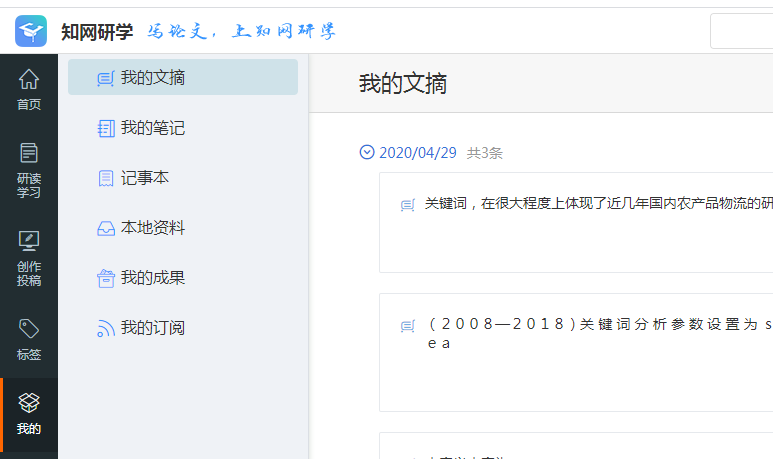 知网研学 写论文，上知网研学
首页
研读
学习
创作
投稿
标签
我的
我的文摘
我的笔记
记事本
本地资料
我的成果
我的订阅
我的文摘
2020/04/29 共3条
关键词，在很大程度上体现了近几年国内农产品物流的研
(２００８—２０１８)关键词分析参数设置为ｓ
ｅａ